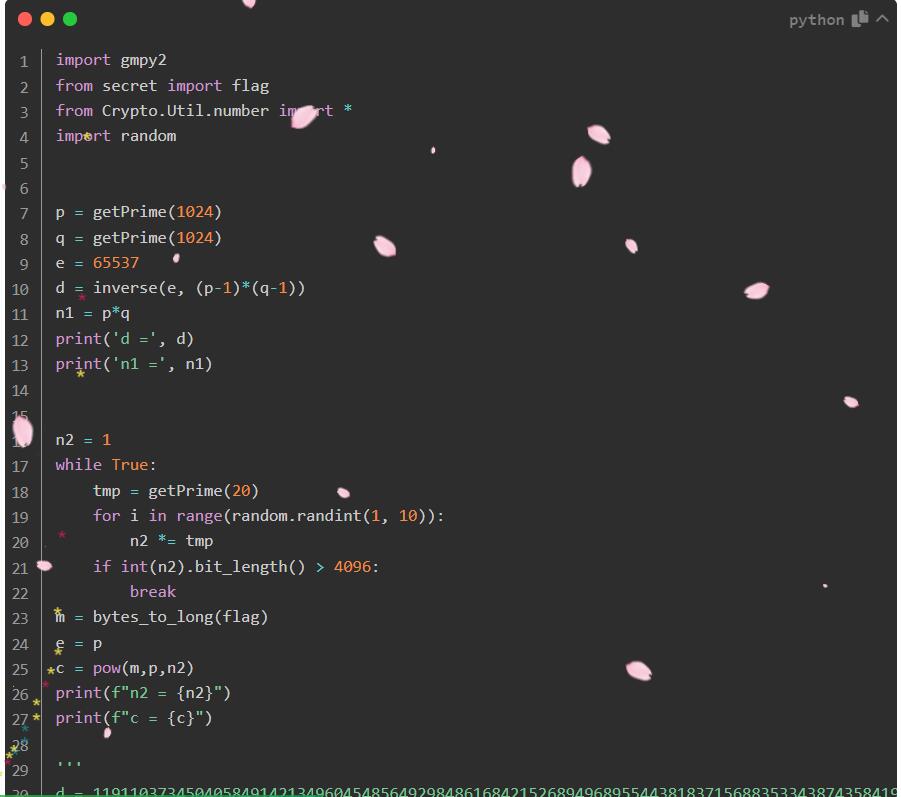 python
1 import gmpy2
2 from secret import flag
3 from Crypto.Util.number import *
4 import random
5
6
7 p = getPrime(1024)
8 q = getPrime(1024)
9 e = 65537
10 d = inverse(e, (p-1)*(q-1))
11 n1 = p*q
12 print('d =', d)
13 print('n1 =', n1)
14
15
n2 = 1
17 while True:
18 tmp = getPrime(20)
19 for i in range(random.randint(1, 10)):
20 n2 *= tmp
21 if int(n2).bit_length() > 4096:
22 break
23 m = bytes_to_long(flag)
24 e = p
25 c = pow(m,p,n2)
26 print(f"n2 = {n2}")
27 print(f"c = {c}")
28
29 '''
d =